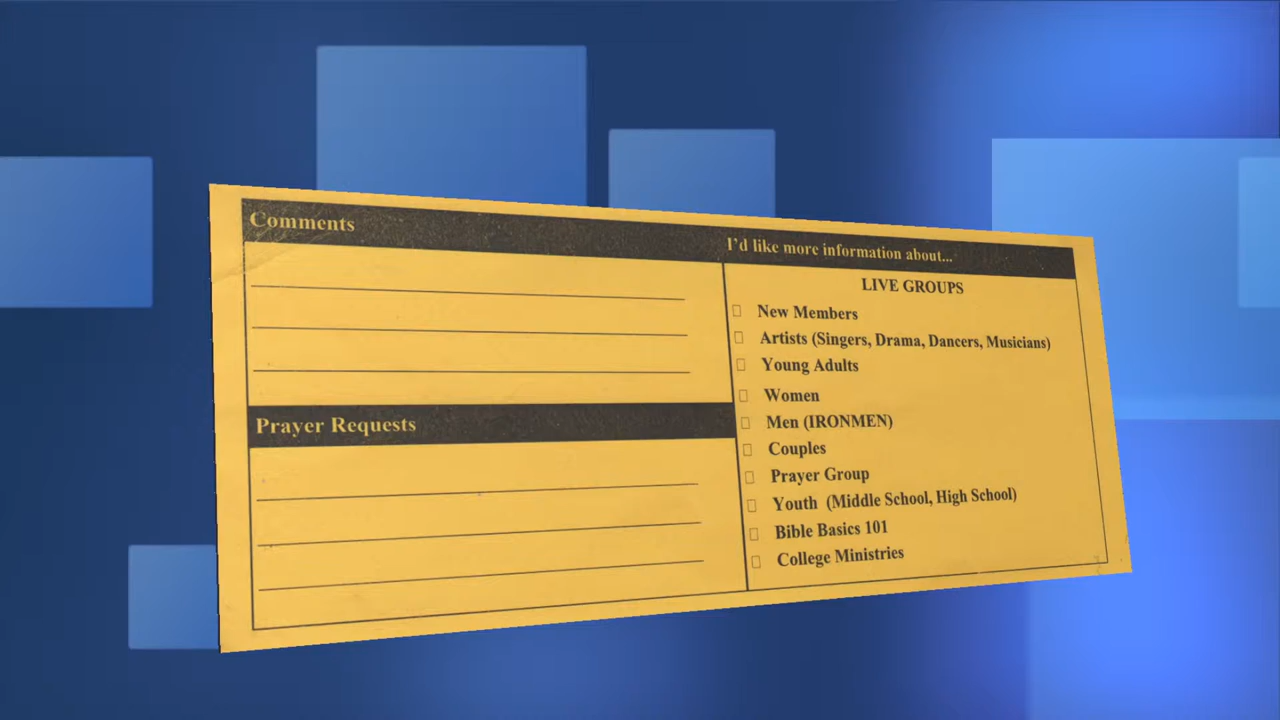 Comments
Prayer Requests
I'd like more information about...
LIVE GROUPS
New Members
Artists (Singers, Drama, Dancers, Musicians)
Young Adults
Women
Men (IRONMEN)
Couples
Prayer Group
Youth (Middle School, High School)
Bible Basics 101
College Ministries